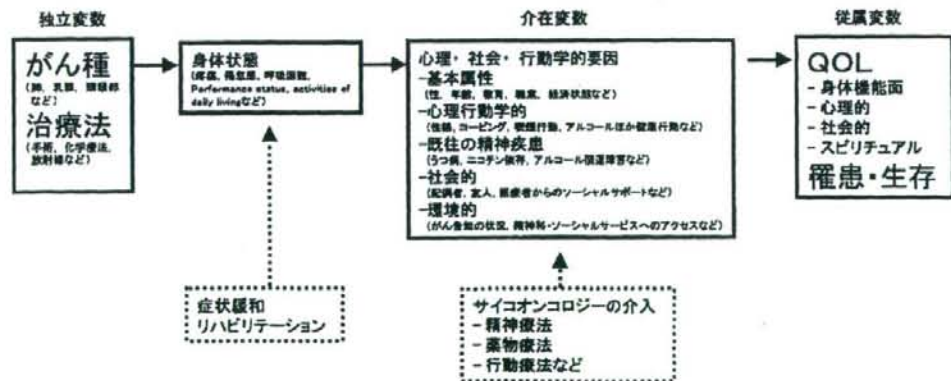 独立変数
がん種
(肺, 乳腺, 頭頸部
など)
治療法
(手術, 化学療法,
放射線など)
身体状態
(疼痛, 倦怠感, 呼吸困難,
Performance status, activities of
daily livingなど)
介在変数
心理・社会・行動学的要因
–基本属性
(性, 年齢, 教育, 職業, 経済状態など)
–心理行動学的
(性格, コーピング, 喫煙行動, アルコールほか健康行動など)
–既往の精神疾患
(うつ病, ニコチン依存, アルコール関連障害など)
–社会的
(配偶者, 友人, 医療者からのソーシャルサポートなど)
–環境的
(がん告知の状況, 精神科・ソーシャルサービスへのアクセスなど)
従属変数
QOL
- 身体機能面
- 心理的
- 社会的
- スピリチュアル
罹患・生存
症状緩和
リハビリテーション
サイコオンコロジーの介入
– 精神療法
– 薬物療法
– 行動療法など